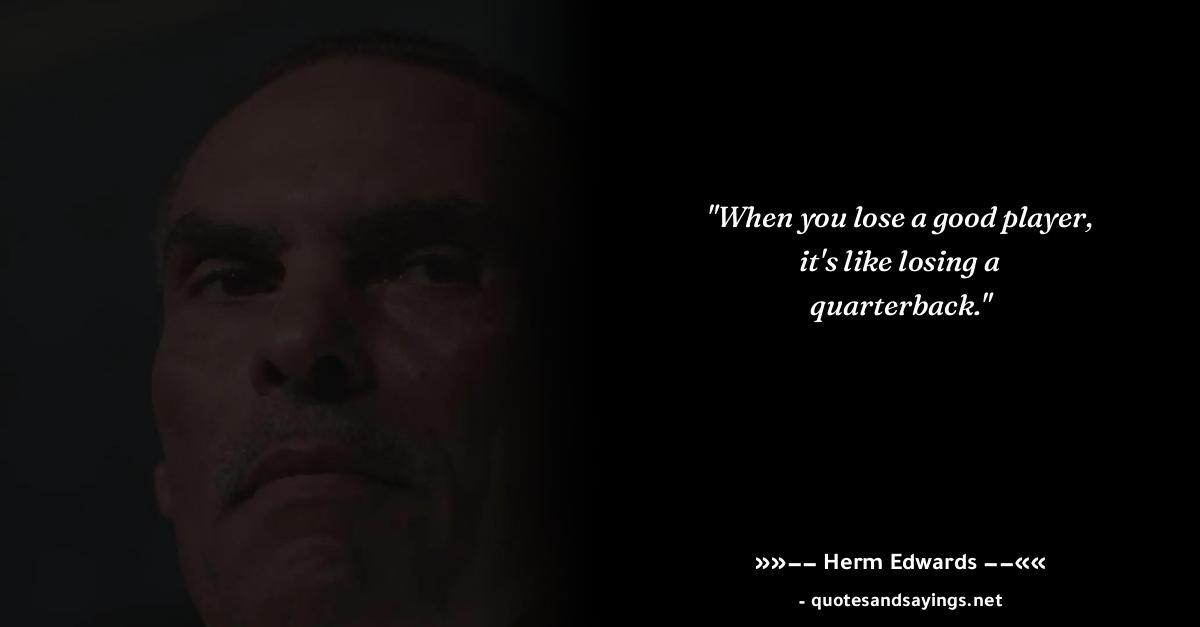 "When you lose a good player,
it's like losing a
quarterback."
»»–– Herm Edwards ––««
- quotesandsayings.net